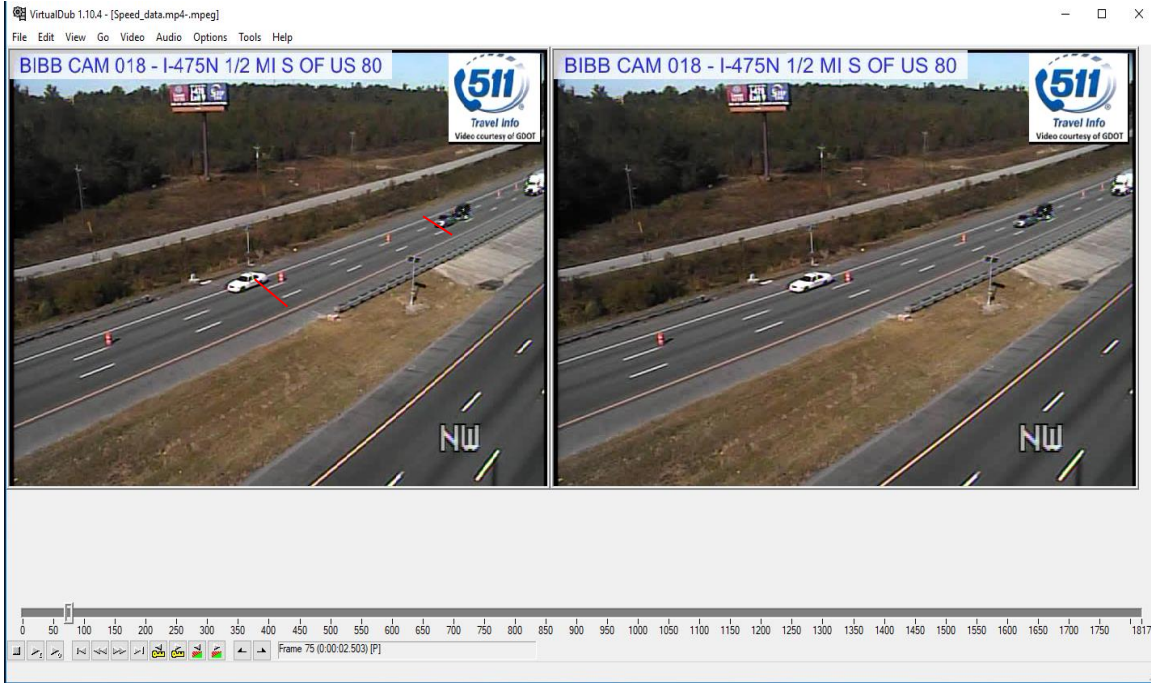 VirtualDub 1.10.4 - [Speed_data.mp4-.mpeg]
File Edit View Go Video Audio Options Tools Help
BIBB CAM 018 - I-475N 1/2 MI S OF US 80
511
Travel Info
Video courtesy of GDOT
NW
BIBB CAM 018 - I-475N 1/2 MI S OF US 80
511
Travel Info
Video courtesy of GDOT
NW
0 50 100 150 200 250 300 350 400 450 500 550 600 650 700 750 800 850 900 950 1000 1050 1100 1150 1200 1250 1300 1350 1400 1450 1500 1550 1600 1650 1700 1750 1817
Frame 75 (0:00:02.503) [P]